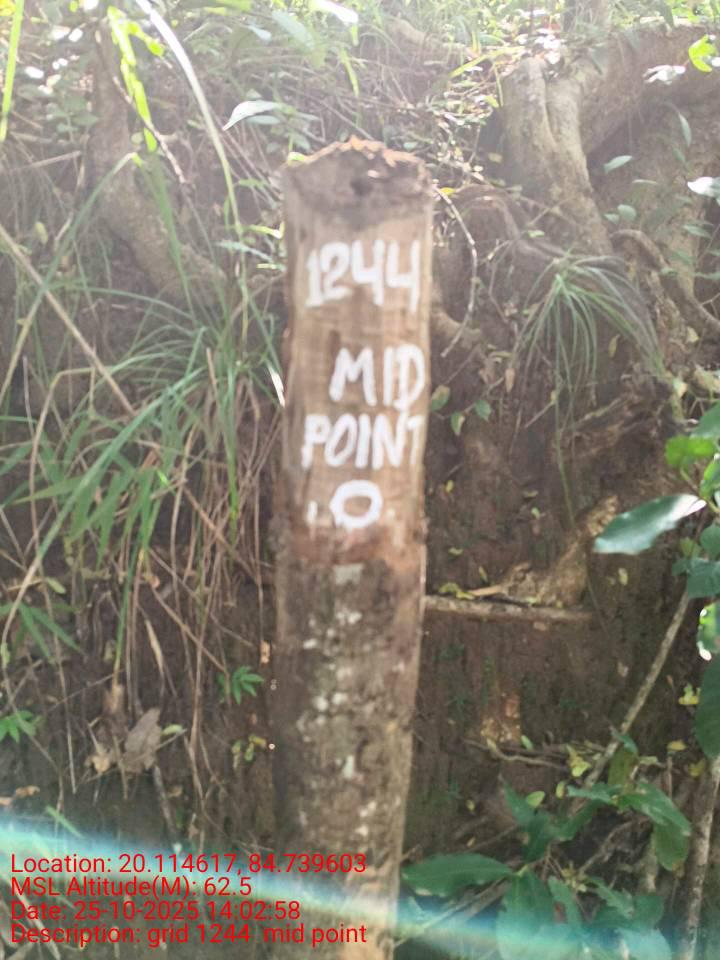 1244
MID
POINT
O
Location: 20.114617, 84.739603
MSL Altitude(M): 62.5
Date: 25-10-2025 14:02:58
Description: grid 1244 mid point